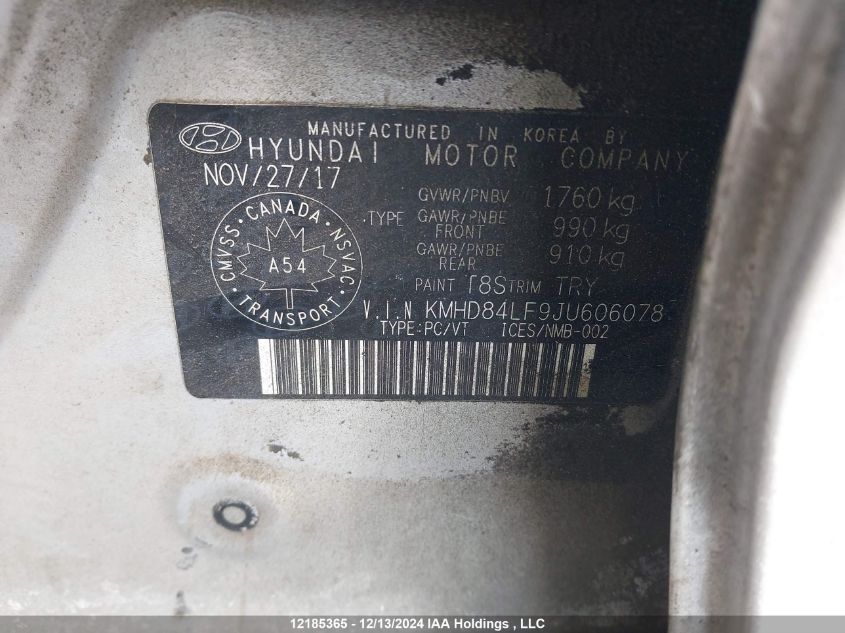 MANUFACTURED IN KOREA BY
HYUNDAI MOTOR COMPANY
NOV/27/17
GVWR/PNBV 1760 kg
TYPE GAWR/PNBE FRONT 990 kg
GAWR/PNBE REAR 910 kg
CMVSS · CANADA · NSVAC · TRANSPORT ·
A54
PAINT T8S TRIM TRY
V.I.N KMHD84LF9JU606078
TYPE:PC/VT ICES/NMB-002
12185365 - 12/13/2024 IAA Holdings , LLC